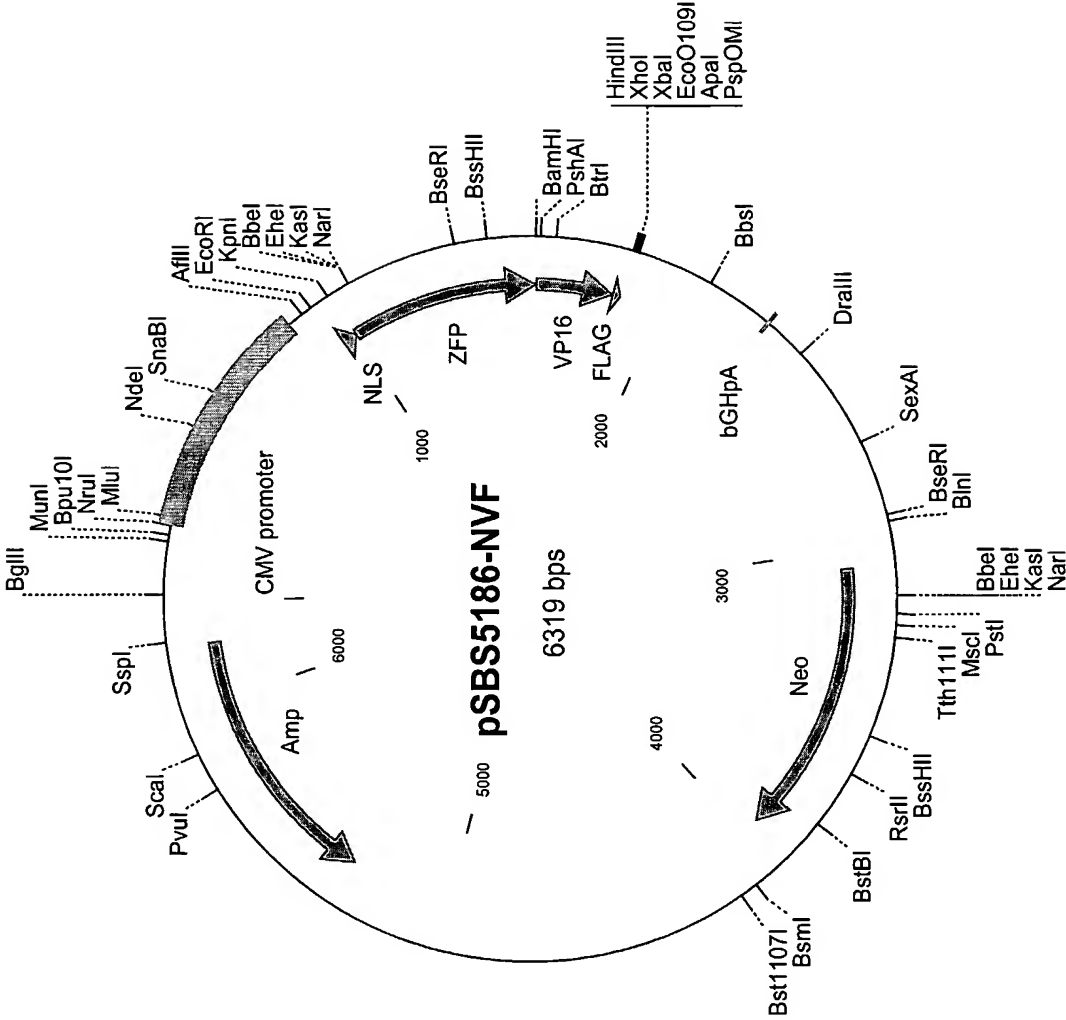 BglII
MunI
Bpu10I
NruI
MluI
NdeI
SnaBI
AflII
EcoRI
KpnI
BbeI
EheI
KasI
NarI
BseRI
BssHII
BamHI
PshAI
BtrI
HindIII
XhoI
XbaI
EcoO109I
ApaI
PspOMI
BbsI
DraIII
SexAI
BseRI
BlnI
BbeI
EheI
KasI
NarI
PstI
MscI
Tth111I
BssHII
RsrII
BstBI
BsmI
Bst1107I
PvuI
ScaI
SspI
CMV promoter
NLS
ZFP
VP16
FLAG
bGHpA
Neo
Amp
1000
2000
3000
4000
5000
6000
pSBS5186-NVF
6319 bps